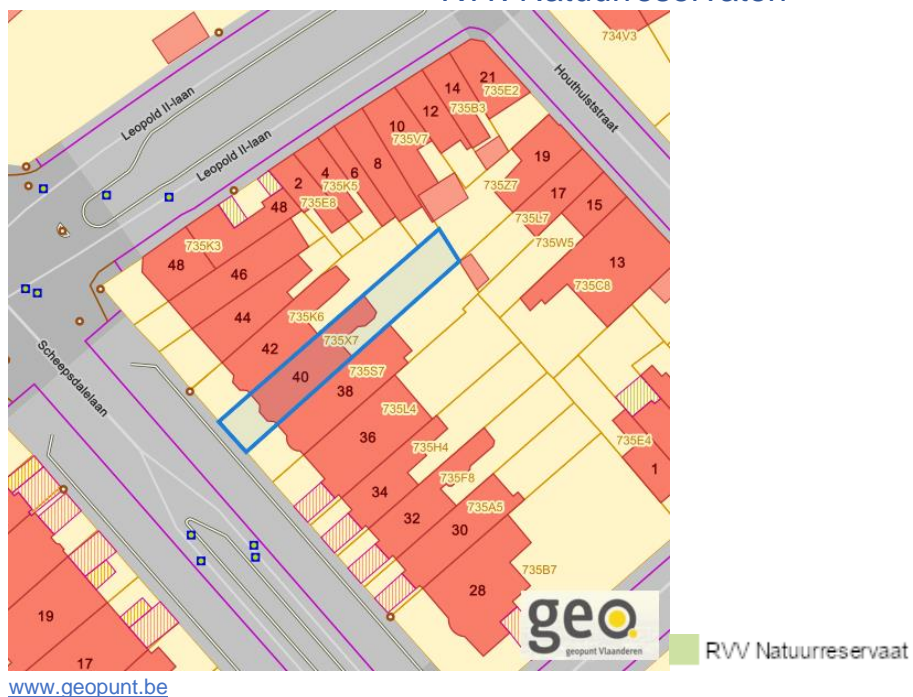 RVV Natuurreservaten
734V3
Leopold II-laan
Houthulststraat
14
21
735E2
12
735B3
10
735V7
Leopold II-laan
8
6
4
735K5
2
735E8
48
19
735Z7
17
15
735L7
735W5
735K3
48
46
13
735C8
44
735K6
42
735X7
Scheepsdalelaan
40
735S7
38
735L4
36
735H4
735E4
1
735F8
34
735A5
32
30
735B7
28
19
17
geo.
geopunt Vlaanderen
RVV Natuurreservaat
www.geopunt.be